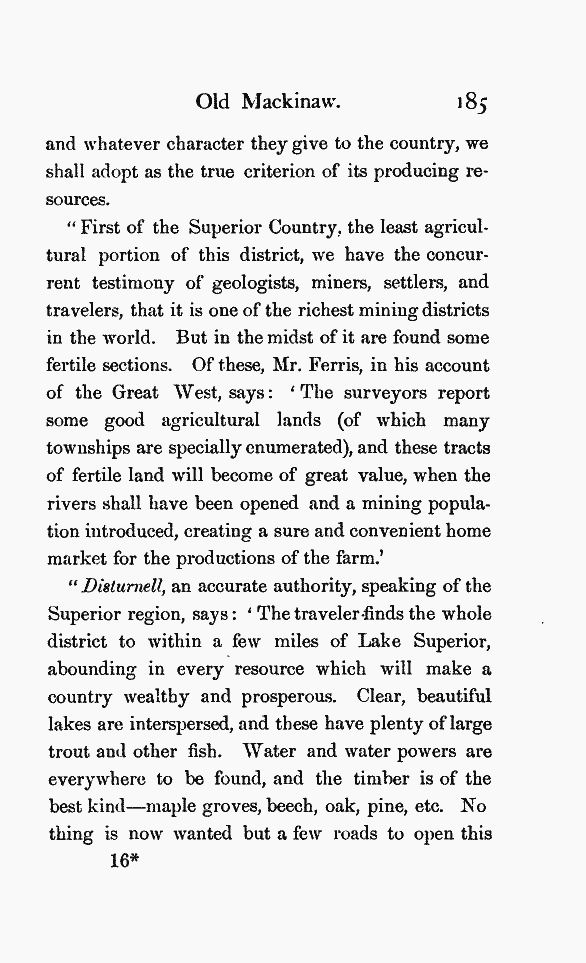 Old Mackinaw. 185
and whatever character they give to the country, we
shall adopt as the true criterion of its producing re-
sources.
“ First of the Superior Country, the least agricul-
tural portion of this district, we have the concur-
rent testimony of geologists, miners, settlers, and
travelers, that it is one of the richest mining districts
in the world. But in the midst of it are found some
fertile sections. Of these, Mr. Ferris, in his account
of the Great West, says: ‘ The surveyors report
some good agricultural lands (of which many
townships are specially enumerated), and these tracts
of fertile land will become of great value, when the
rivers shall have been opened and a mining popula-
tion introduced, creating a sure and convenient home
market for the productions of the farm.’
“ Disturnell, an accurate authority, speaking of the
Superior region, says: ‘ The traveler finds the whole
district to within a few miles of Lake Superior,
abounding in every resource which will make a
country wealthy and prosperous. Clear, beautiful
lakes are interspersed, and these have plenty of large
trout and other fish. Water and water powers are
everywhere to be found, and the timber is of the
best kind—maple groves, beech, oak, pine, etc. No
thing is now wanted but a few roads to open this
16*